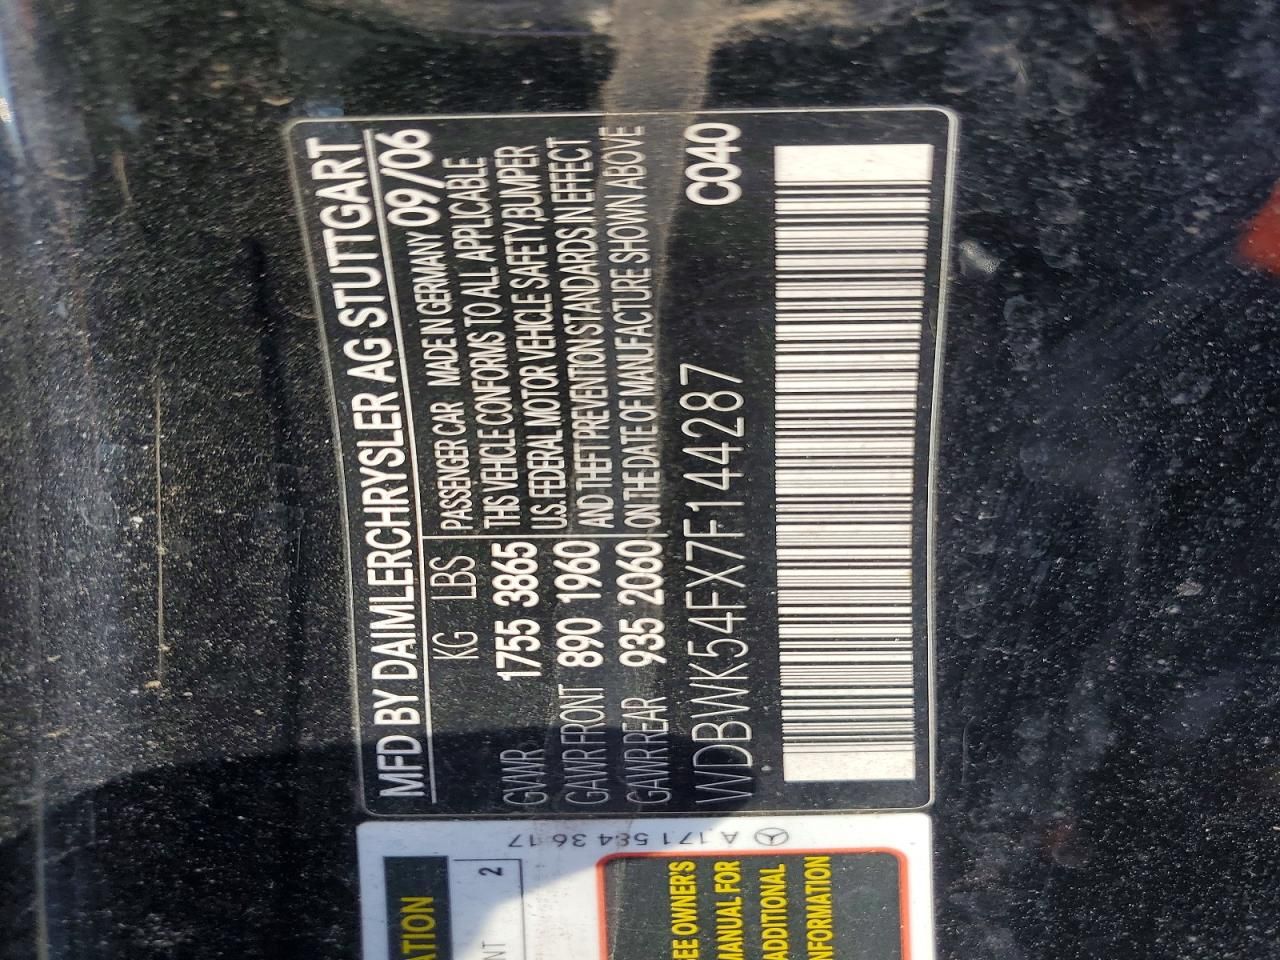 MFD BY DAIMLERCHRYSLER AG STUTTGART
KG LBS PASSENGER CAR MADE IN GERMANY 09/06
THIS VEHICLE CONFORMS TO ALL APPLICABLE
GVWR 1755 3865 U.S. FEDERAL MOTOR VEHICLE SAFETY, BUMPER
GAWR FRONT 890 1960 AND THEFT PREVENTION STANDARDS IN EFFECT
GAWR REAR 935 2060 ON THE DATE OF MANUFACTURE SHOWN ABOVE
WDBWK54FX7F144287 C040
A 171 584 36 17
ATION
2
NT
EE OWNER'S
MANUAL FOR
ADDITIONAL
NFORMATION